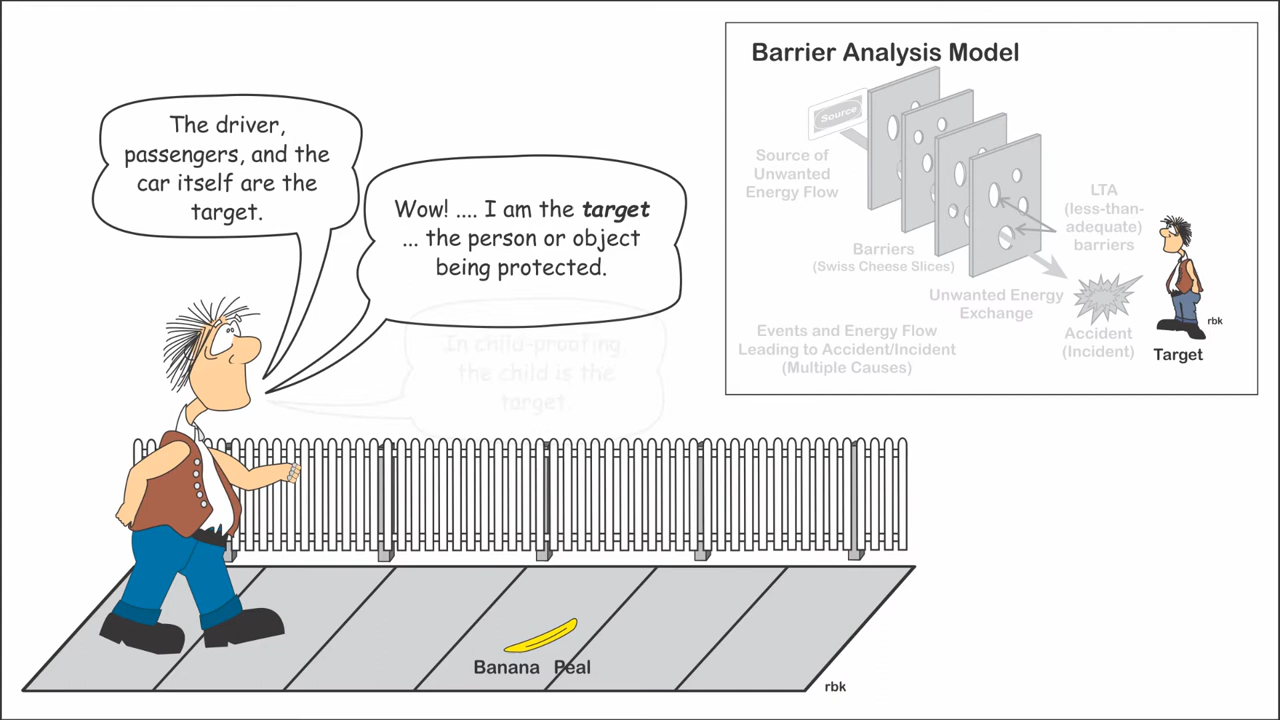 The driver,
passengers, and the
car itself are the
target.
Wow! .... I am the target
... the person or object
being protected.
In child-proofing
the child is the
target
Banana Peal
rbk
Barrier Analysis Model
Source
Source of
Unwanted
Energy Flow
Barriers
(Swiss Cheese Slices)
LTA
(less-than-
adequate)
barriers
Unwanted Energy
Exchange
Accident
(Incident)
rbk
Target
Events and Energy Flow
Leading to Accident/Incident
(Multiple Causes)